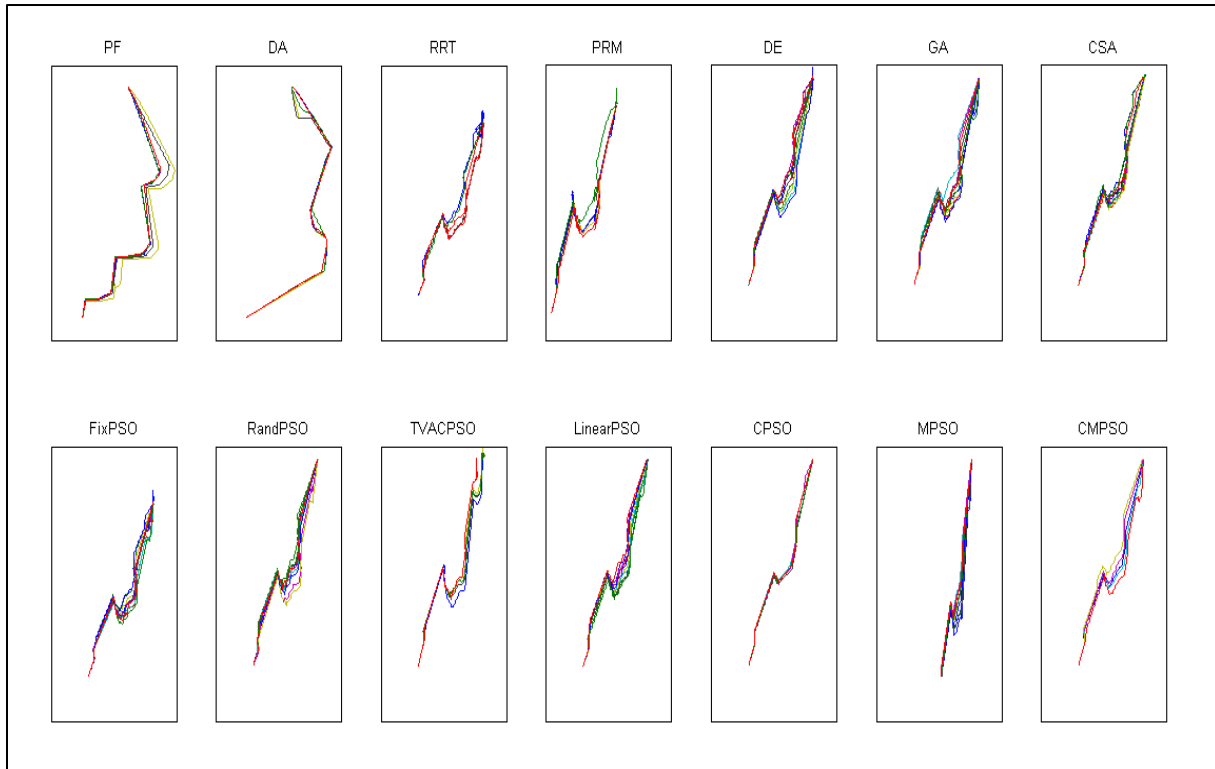 PF DA RRT PRM DE GA CSA
FixPSO RandPSO TVACPSO LinearPSO CPSO MPSO CMPSO